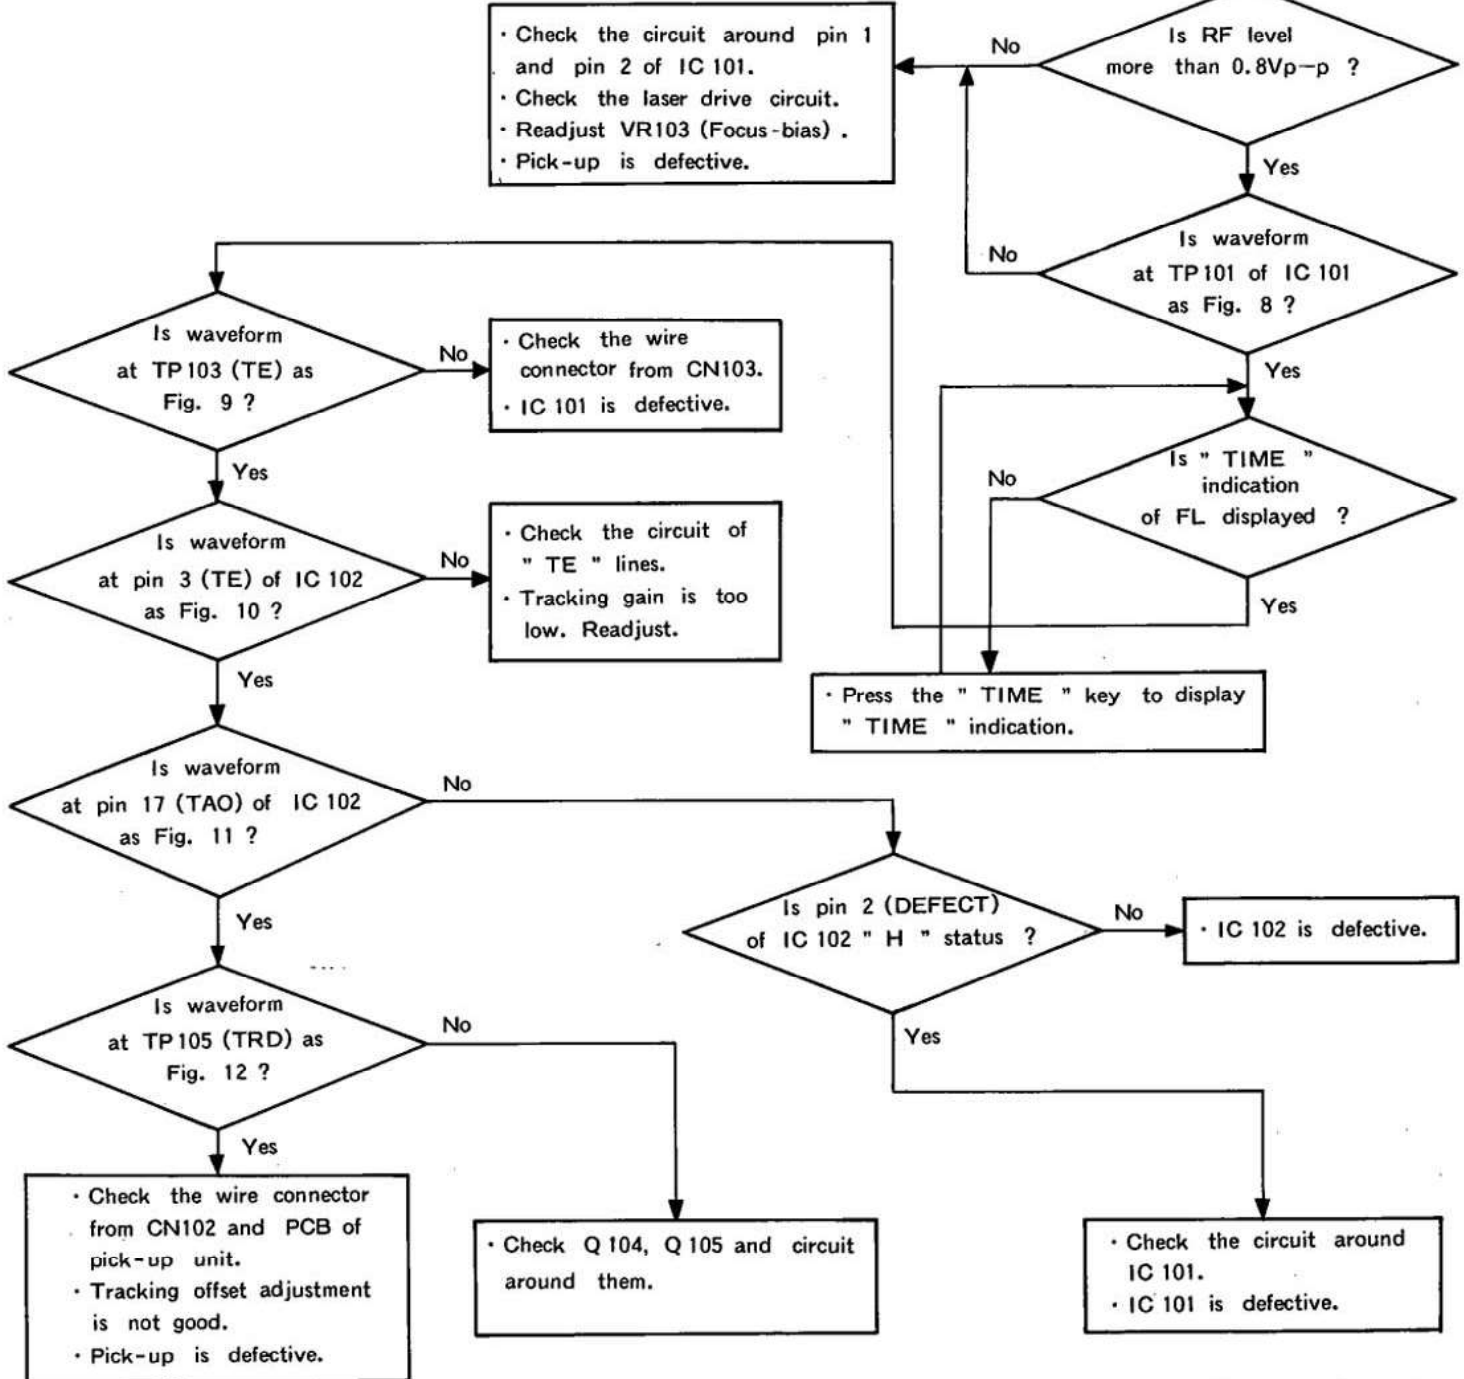 · Check the circuit around pin 1
and pin 2 of IC 101.
· Check the laser drive circuit.
· Readjust VR103 (Focus-bias) .
· Pick-up is defective.
Is RF level
more than 0.8Vp-p ?
No
Yes
Is waveform
at TP101 of IC 101
as Fig. 8 ?
No
Yes
Is waveform
at TP103 (TE) as
Fig. 9 ?
No
· Check the wire
connector from CN103.
· IC 101 is defective.
Yes
Is " TIME "
indication
of FL displayed ?
No
Yes
Is waveform
at pin 3 (TE) of IC 102
as Fig. 10 ?
No
· Check the circuit of
" TE " lines.
· Tracking gain is too
low. Readjust.
Yes
· Press the " TIME " key to display
" TIME " indication.
Is waveform
at pin 17 (TAO) of IC 102
as Fig. 11 ?
No
Yes
Is pin 2 (DEFECT)
of IC 102 " H " status ?
No
· IC 102 is defective.
Yes
Is waveform
at TP105 (TRD) as
Fig. 12 ?
No
Yes
· Check the wire connector
from CN102 and PCB of
pick-up unit.
· Tracking offset adjustment
is not good.
· Pick-up is defective.
· Check Q 104, Q 105 and circuit
around them.
· Check the circuit around
IC 101.
· IC 101 is defective.